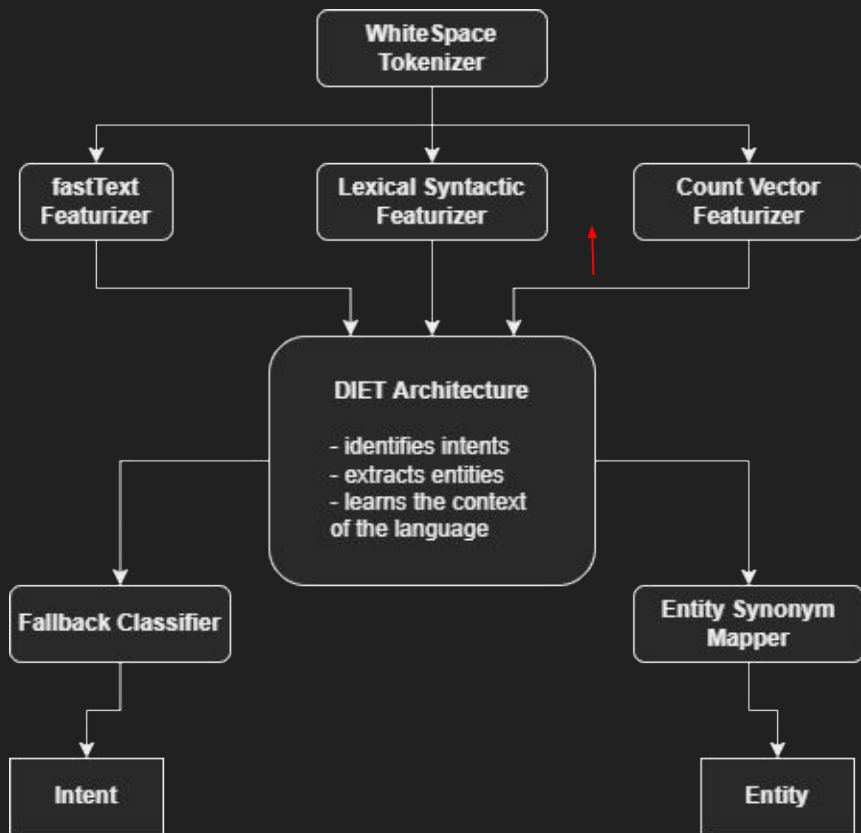 WhiteSpace
Tokenizer
fastText
Featurizer
Lexical Syntactic
Featurizer
Count Vector
Featurizer
DIET Architecture
- identifies intents
- extracts entities
- learns the context
of the language
Fallback Classifier
Entity Synonym
Mapper
Intent
Entity